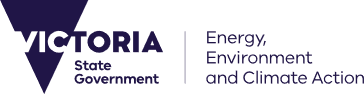 VICTORIA
State
Government
Energy,
Environment
and Climate Action